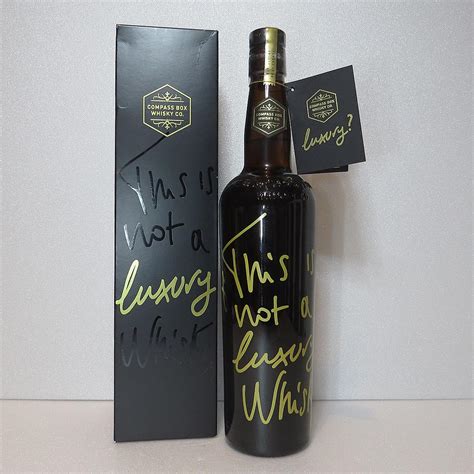 COMPASS BOX
WHISKY CO.
This is
not a
luxury
Whisk
COMPASS BOX
WHISKY CO.
This is
not a
luxury
Whisk
COMPASS BOX
WHISKY CO.
luxury?